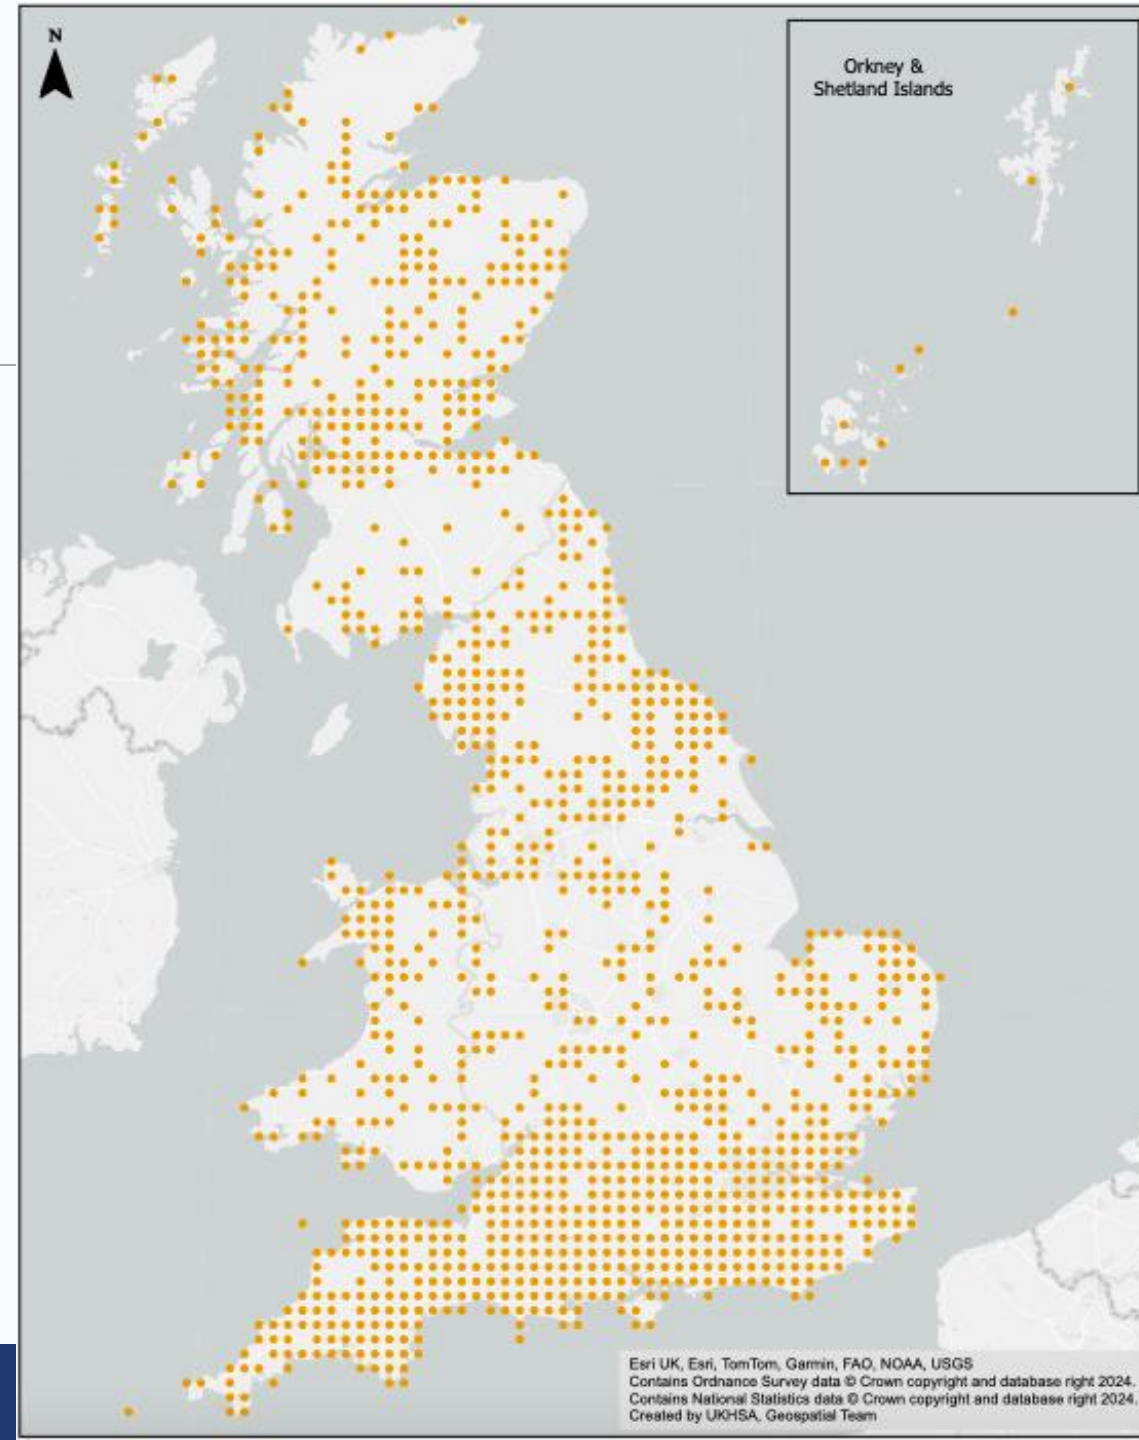 N
Orkney &
Shetland Islands
Esri UK, Esri, TomTom, Garmin, FAO, NOAA, USGS
Contains Ordnance Survey data © Crown copyright and database right 2024.
Contains National Statistics data © Crown copyright and database right 2024.
Created by UKHSA, Geospatial Team